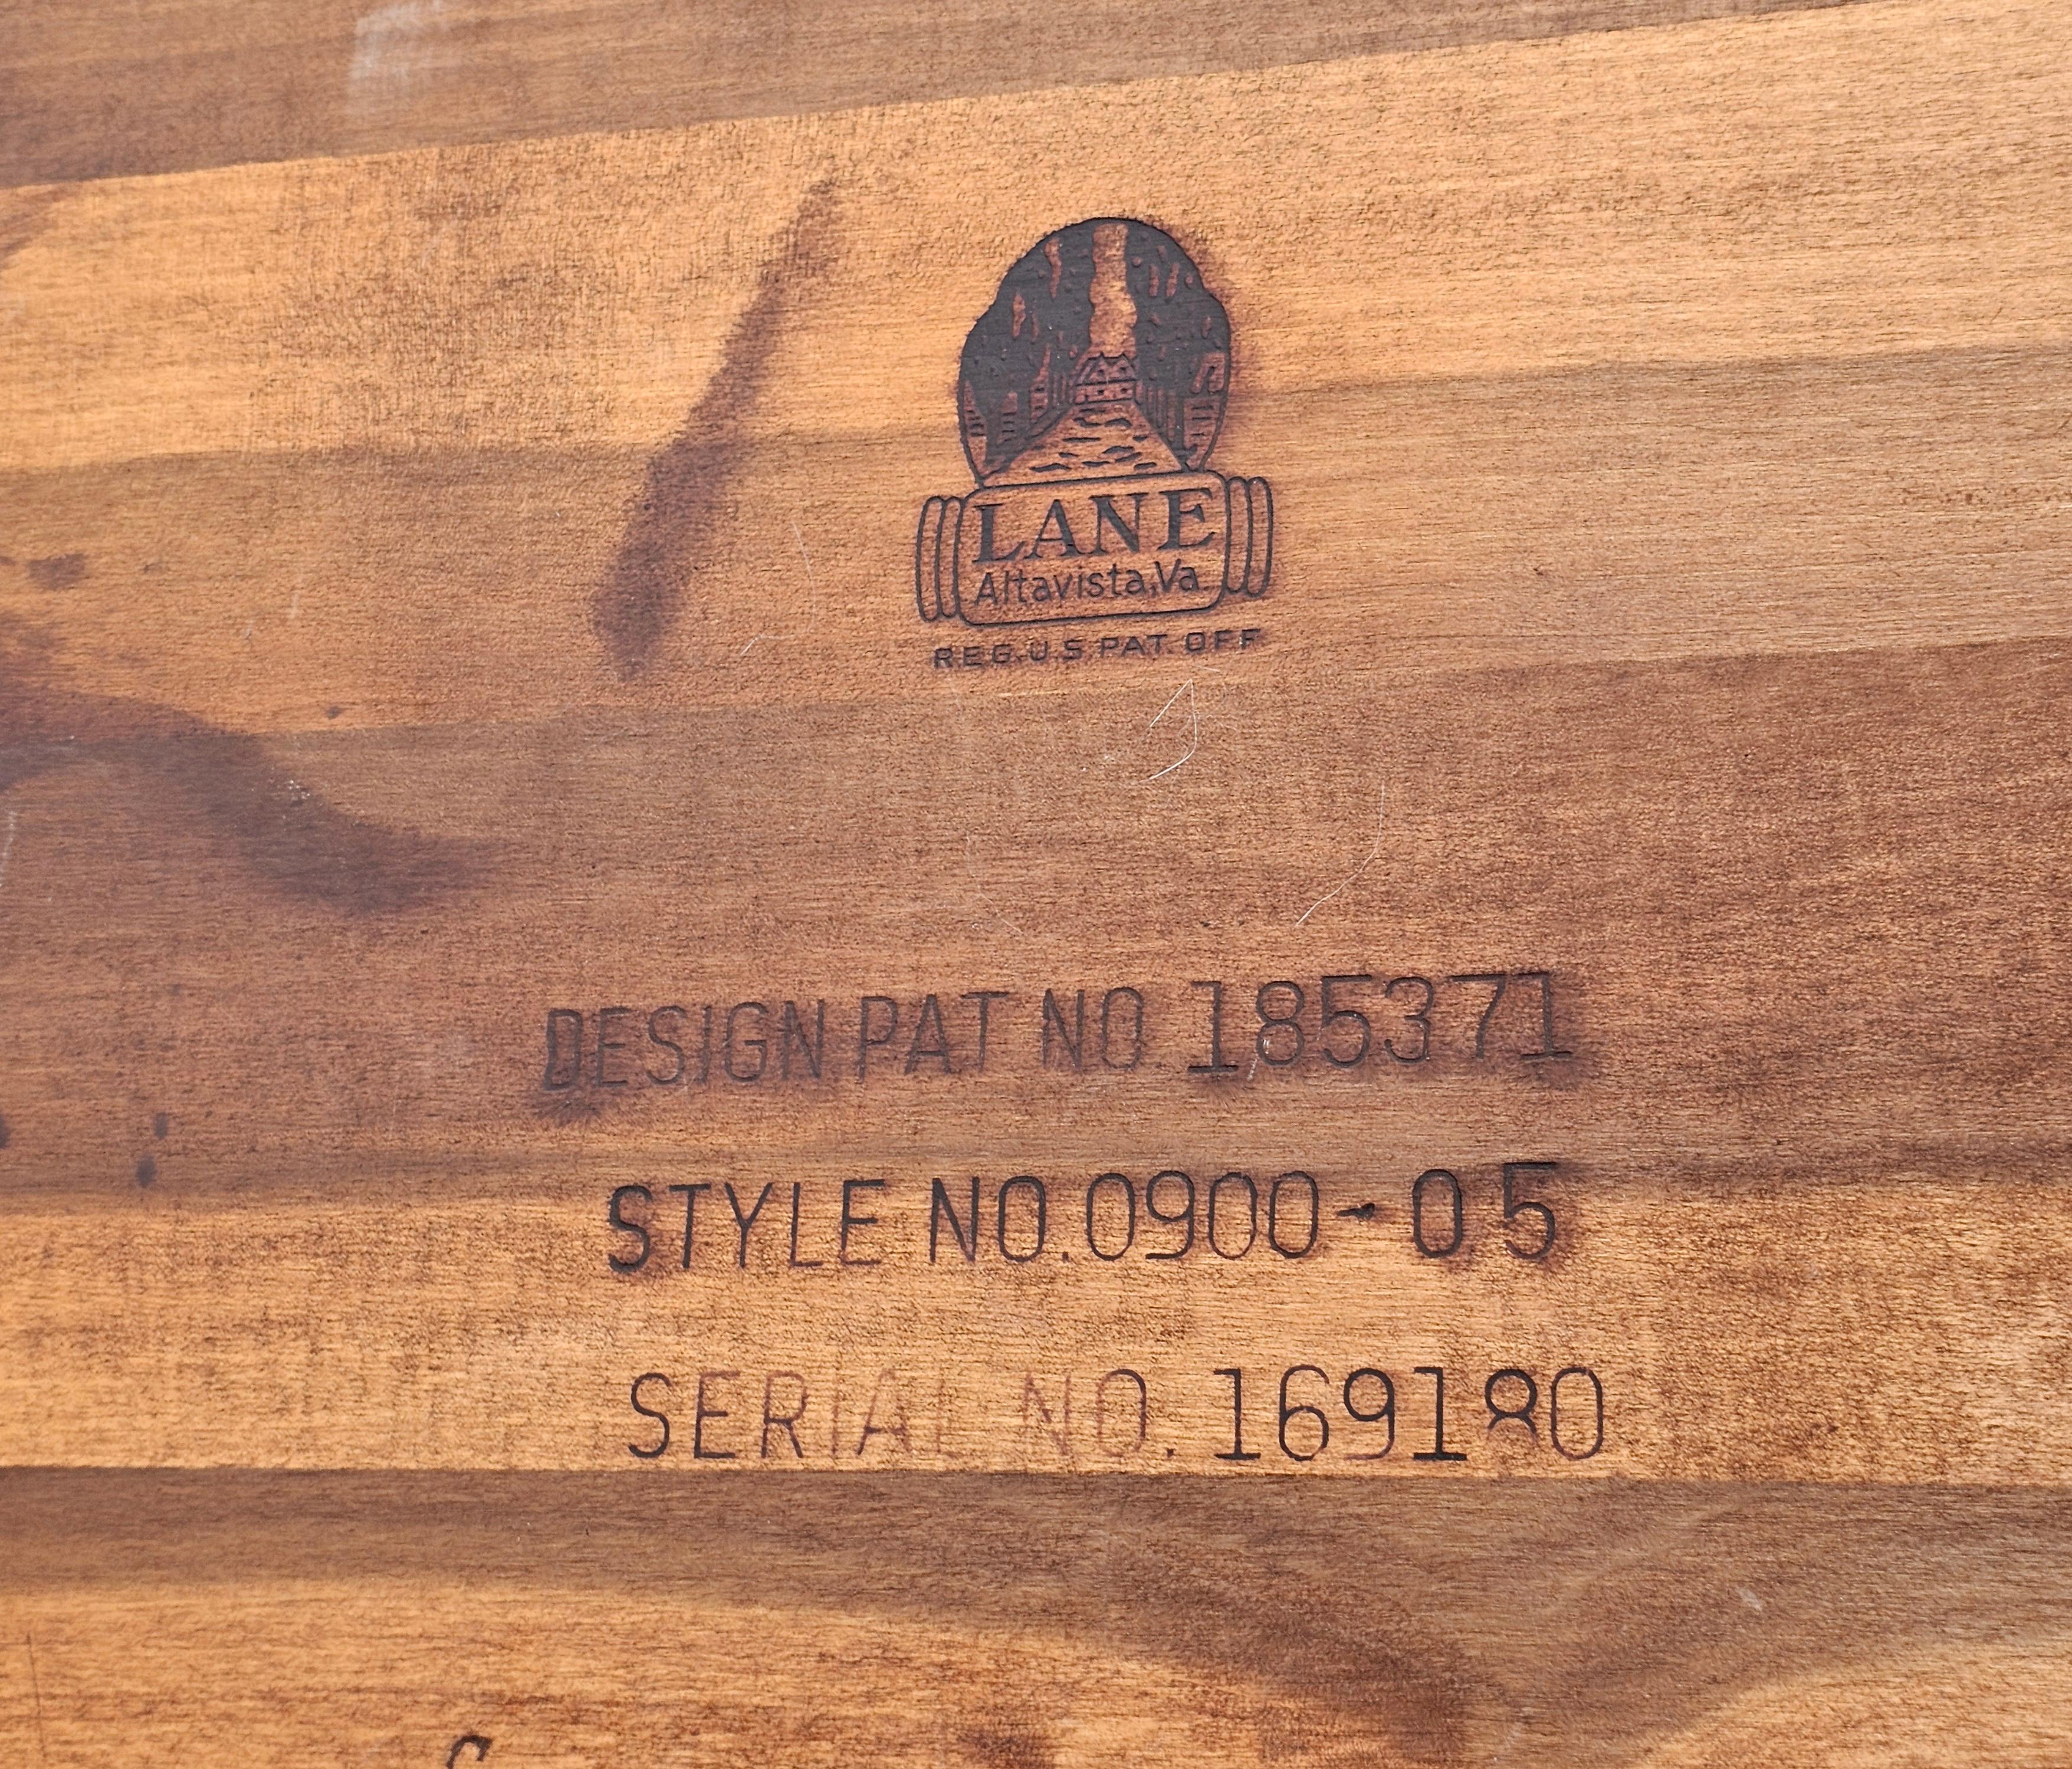 LANE
Altavista, Va.
REG. U.S. PAT. OFF.
DESIGN PAT NO. 185371
STYLE NO. 0900-05
SERIAL NO. 169180